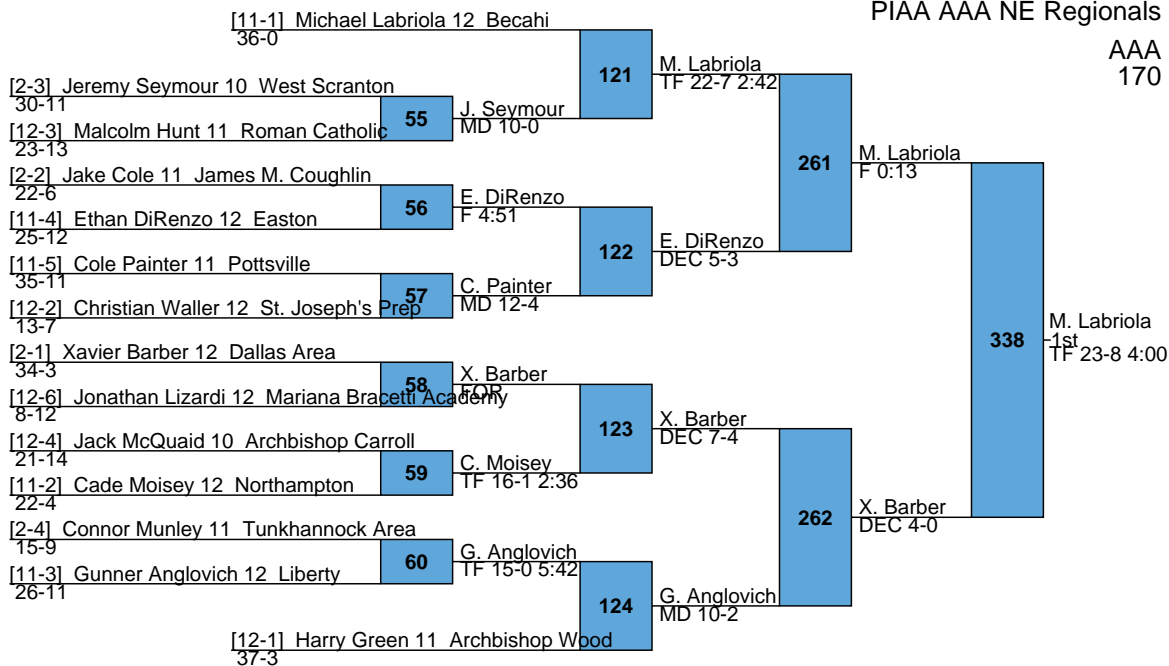 PIAA AAA NE Regionals
AAA
170
[11-1] Michael Labriola 12 Becahi
36-0
121
M. Labriola
TF 22-7 2:42
[2-3] Jeremy Seymour 10 West Scranton
30-11
55
J. Seymour
MD 10-0
[12-3] Malcolm Hunt 11 Roman Catholic
23-13
261
M. Labriola
F 0:13
[2-2] Jake Cole 11 James M. Coughlin
22-6
56
E. DiRenzo
F 4:51
[11-4] Ethan DiRenzo 12 Easton
25-12
122
E. DiRenzo
DEC 5-3
[11-5] Cole Painter 11 Pottsville
35-11
57
C. Painter
MD 12-4
[12-2] Christian Waller 12 St. Joseph's Prep
13-7
338
M. Labriola
1st
TF 23-8 4:00
[2-1] Xavier Barber 12 Dallas Area
34-3
58
X. Barber
FOR
[12-6] Jonathan Lizardi 12 Mariana Bracetti Academy
8-12
123
X. Barber
DEC 7-4
[12-4] Jack McQuaid 10 Archbishop Carroll
21-14
59
C. Moisey
TF 16-1 2:36
[11-2] Cade Moisey 12 Northampton
22-4
262
X. Barber
DEC 4-0
[2-4] Connor Munley 11 Tunkhannock Area
15-9
60
G. Anglovich
TF 15-0 5:42
[11-3] Gunner Anglovich 12 Liberty
26-11
124
G. Anglovich
MD 10-2
[12-1] Harry Green 11 Archbishop Wood
37-3